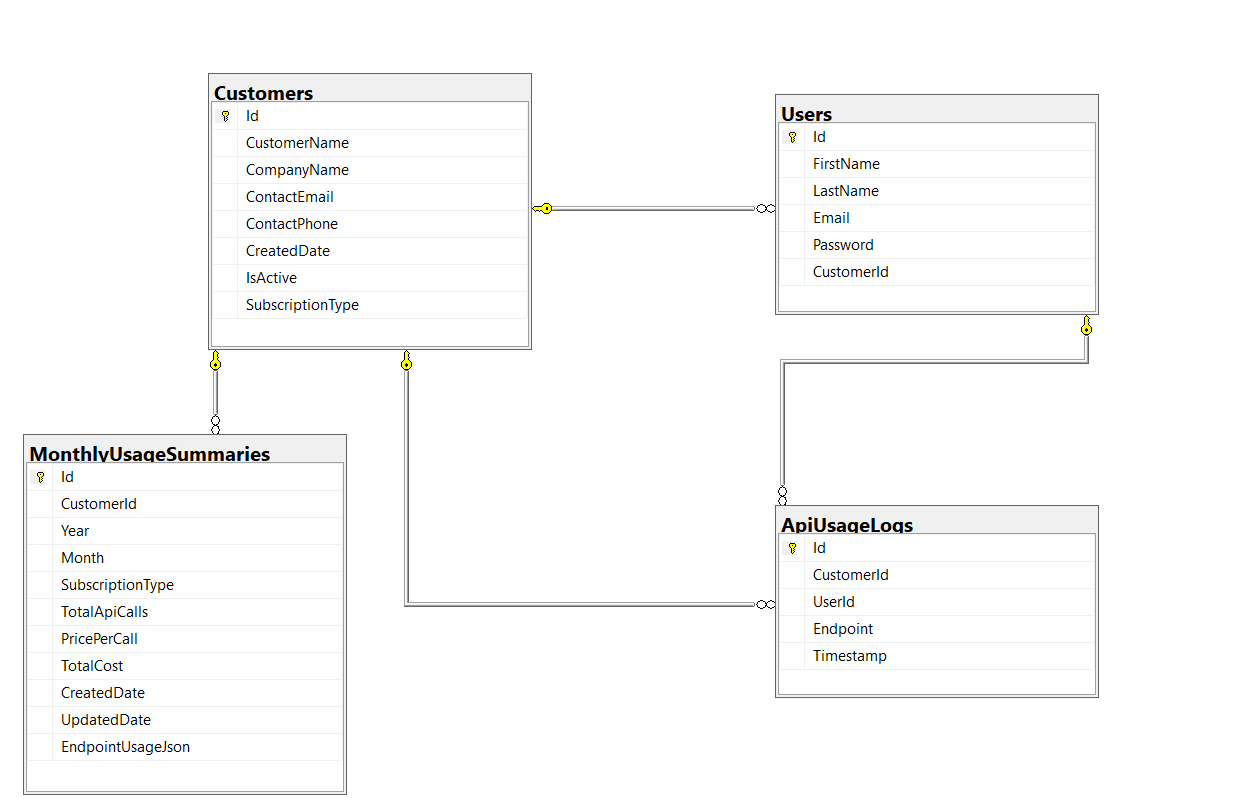 Customers
Id
CustomerName
CompanyName
ContactEmail
ContactPhone
CreatedDate
IsActive
SubscriptionType
Users
Id
FirstName
LastName
Email
Password
CustomerId
MonthlyUsageSummaries
Id
CustomerId
Year
Month
SubscriptionType
TotalApiCalls
PricePerCall
TotalCost
CreatedDate
UpdatedDate
EndpointUsageJson
ApiUsageLogs
Id
CustomerId
UserId
Endpoint
Timestamp